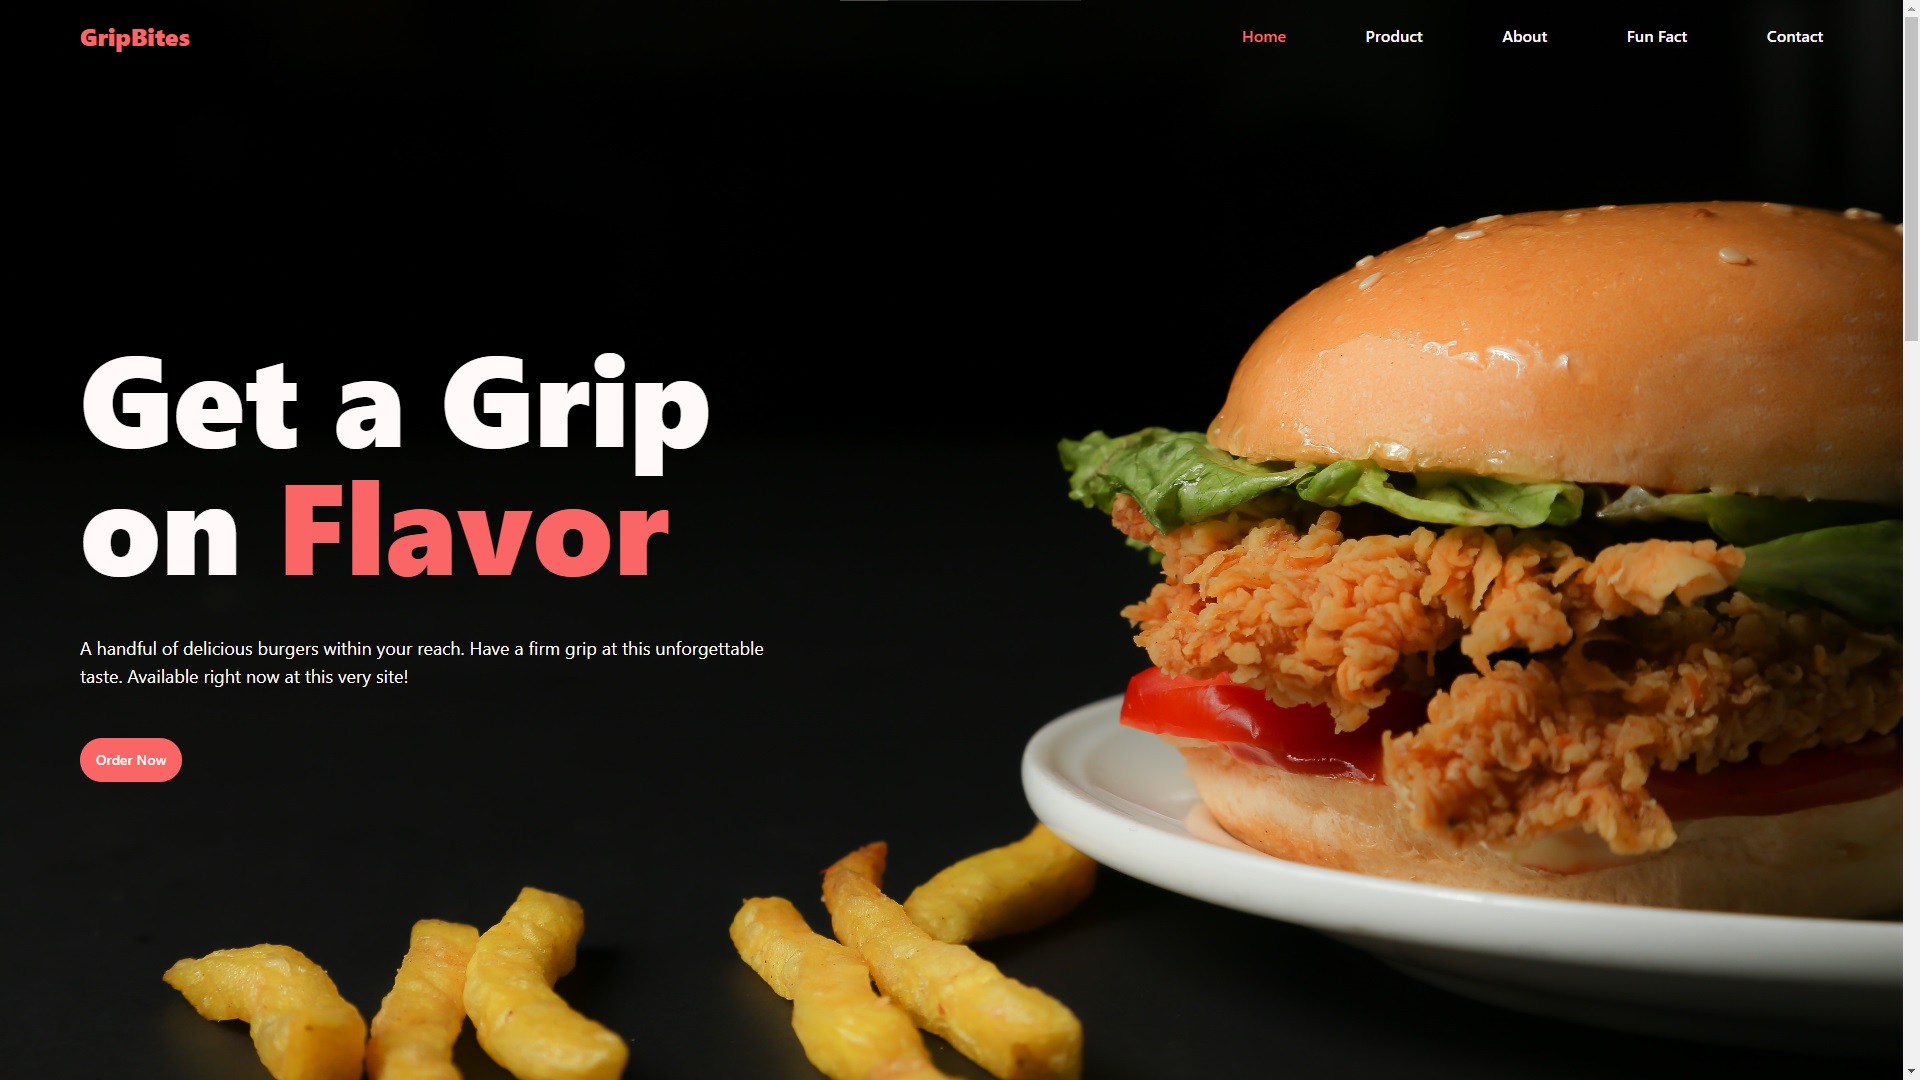 GripBites
Home Product About Fun Fact Contact
Get a Grip
on Flavor
A handful of delicious burgers within your reach. Have a firm grip at this unforgettable
taste. Available right now at this very site!
Order Now